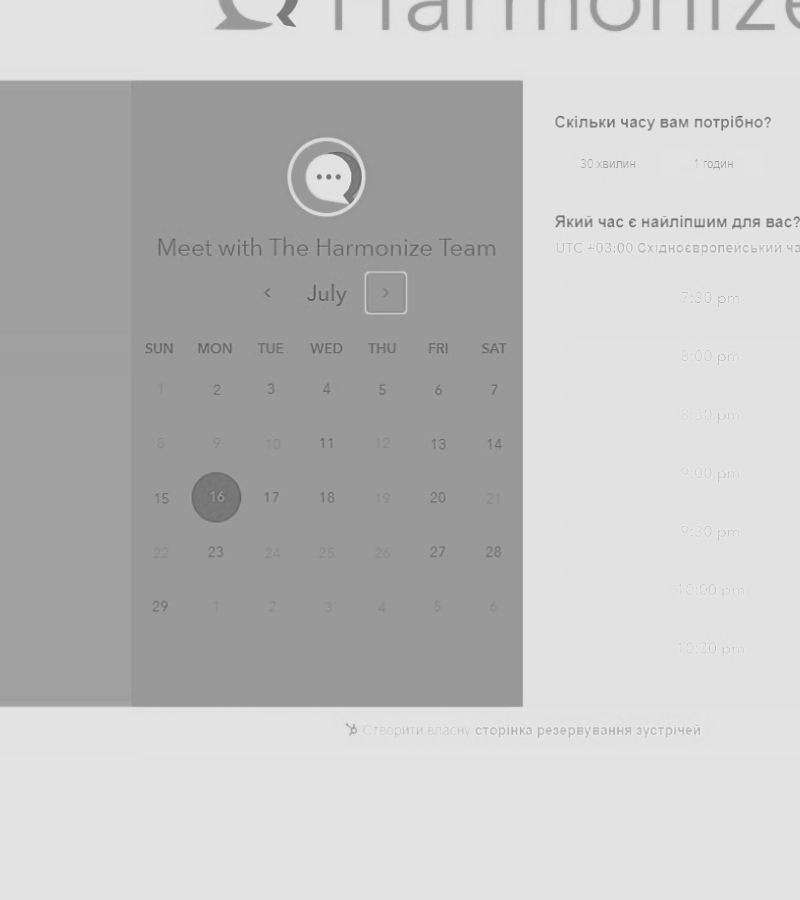 Harmonize
Meet with The Harmonize Team
July
SUN MON TUE WED THU FRI SAT
1 2 3 4 5 6 7
8 9 10 11 12 13 14
15 16 17 18 19 20 21
22 23 24 25 26 27 28
29 1 2 3 4 5 6
Скільки часу вам потрібно?
30 хвилин 1 годин
Який час є найліпшим для вас?
UTC +03:00 Східноєвропейський ча
7:30 pm
8:00 pm
8:30 pm
9:00 pm
9:30 pm
10:00 pm
10:30 pm
Створити власну сторінка резервування зустрічей